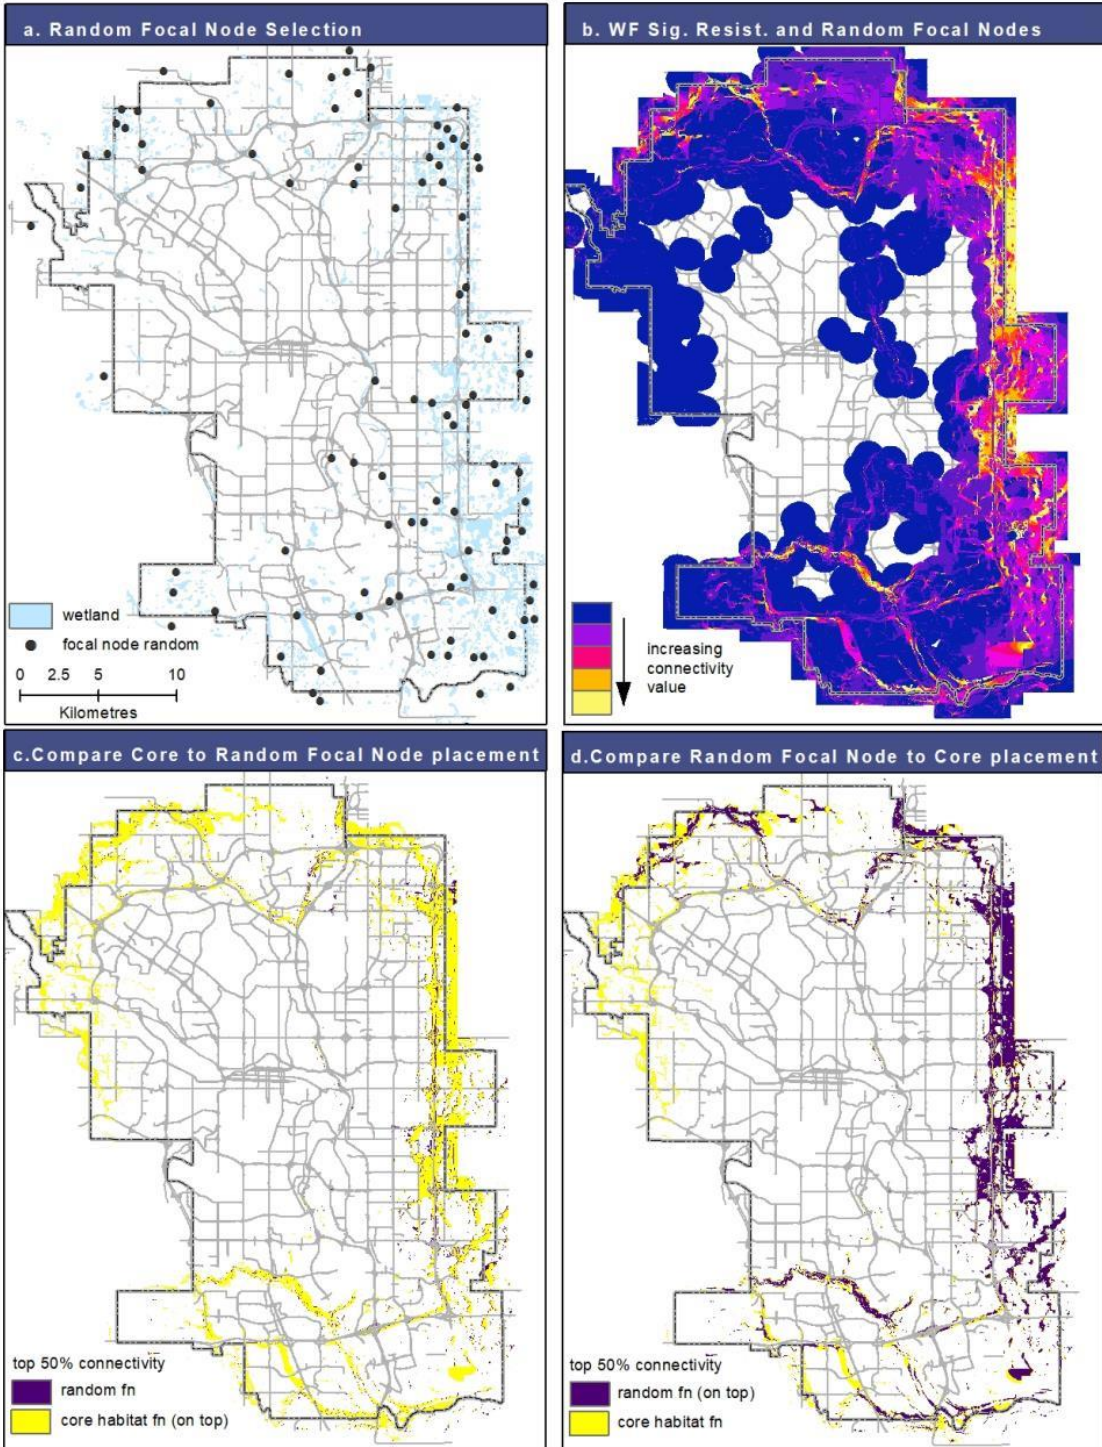 a. Random Focal Node Selection
wetland
focal node random
0 2.5 5 10
Kilometres
b. WF Sig. Resist. and Random Focal Nodes
increasing
connectivity
value
c.Compare Core to Random Focal Node placement
top 50% connectivity
random fn
core habitat fn (on top)
d.Compare Random Focal Node to Core placement
top 50% connectivity
random fn (on top)
core habitat fn